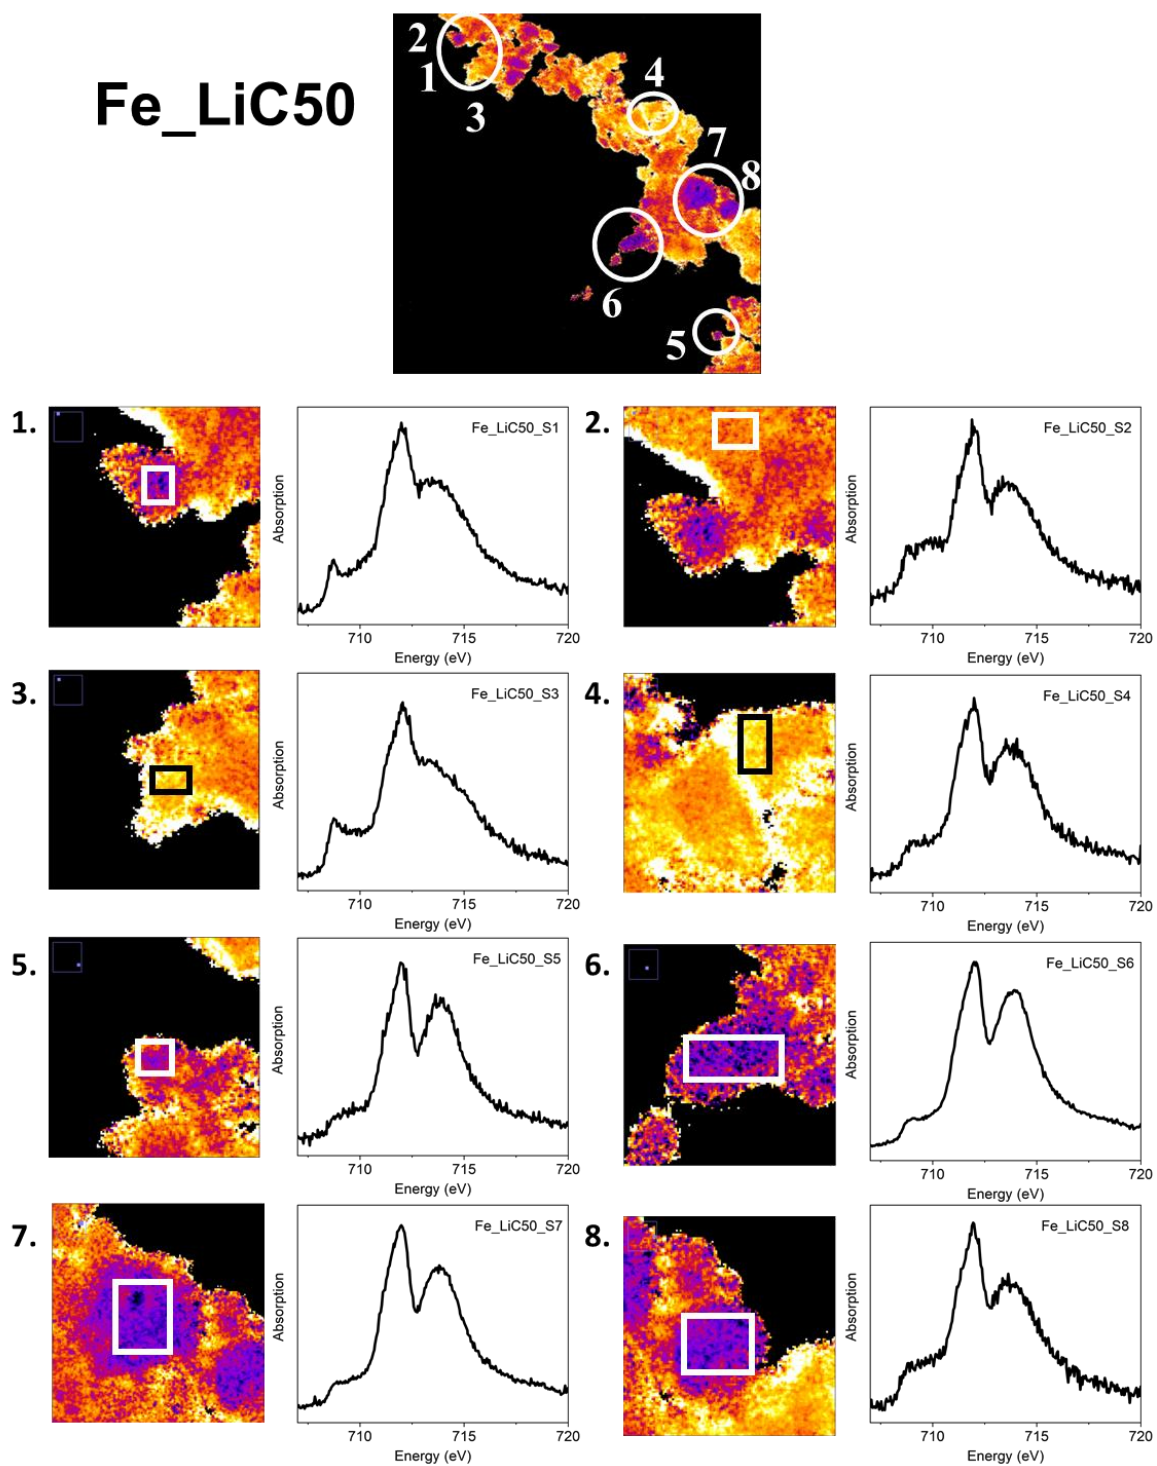 Fe_LiC50
2
1
3
4
7
8
6
5
1.
Fe_LiC50_S1
Absorption
710
715
720
Energy (eV)
2.
Fe_LiC50_S2
Absorption
710
715
720
Energy (eV)
3.
Fe_LiC50_S3
Absorption
710
715
720
Energy (eV)
4.
Fe_LiC50_S4
Absorption
710
715
720
Energy (eV)
5.
Fe_LiC50_S5
Absorption
710
715
720
Energy (eV)
6.
Fe_LiC50_S6
Absorption
710
715
720
Energy (eV)
7.
Fe_LiC50_S7
Absorption
710
715
720
Energy (eV)
8.
Fe_LiC50_S8
Absorption
710
715
720
Energy (eV)